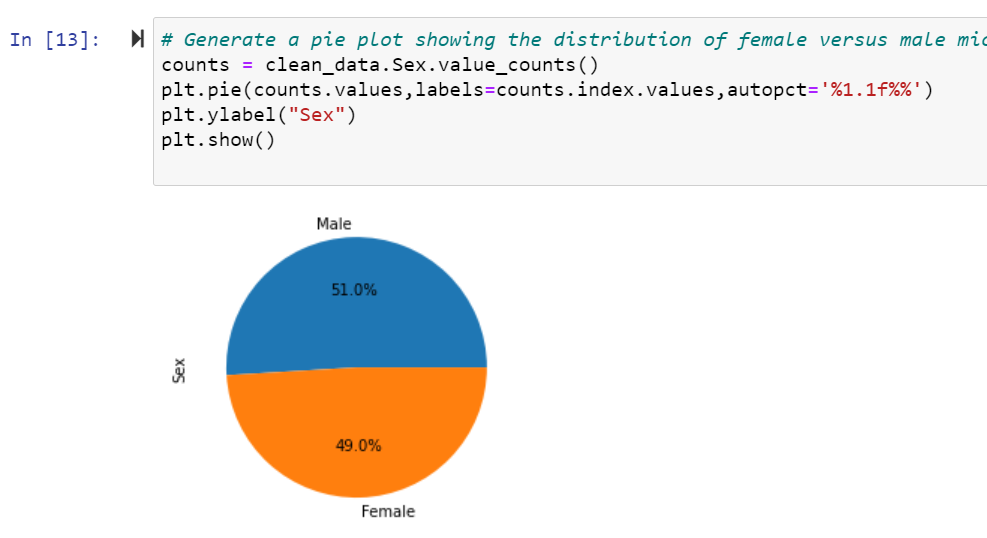 In [13]:
# Generate a pie plot showing the distribution of female versus male
counts = clean_data.Sex.value_counts()
plt.pie(counts.values,labels=counts.index.values,autopct='%1.1f%%')
plt.ylabel("Sex")
plt.show()
Male
51.0%
Sex
49.0%
Female